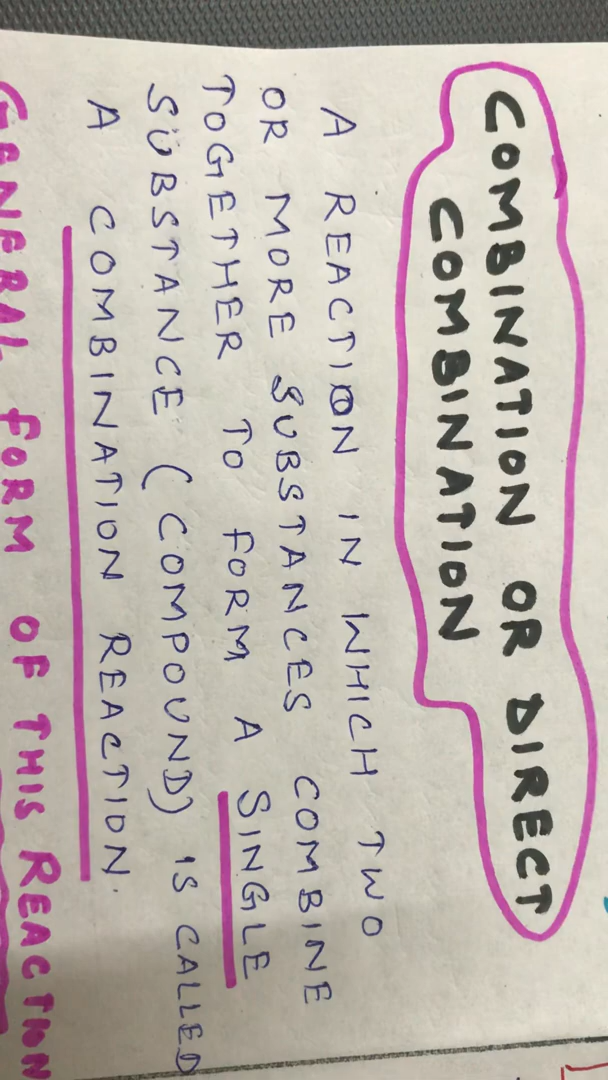 COMBINATION OR DIRECT
COMBINATION
A REACTION IN WHICH TWO
OR MORE SUBSTANCES COMBINE
TOGETHER TO FORM A SINGLE
SUBSTANCE (COMPOUND) IS CALLED
A COMBINATION REACTION.
GENERAL FORM OF THIS REACTION